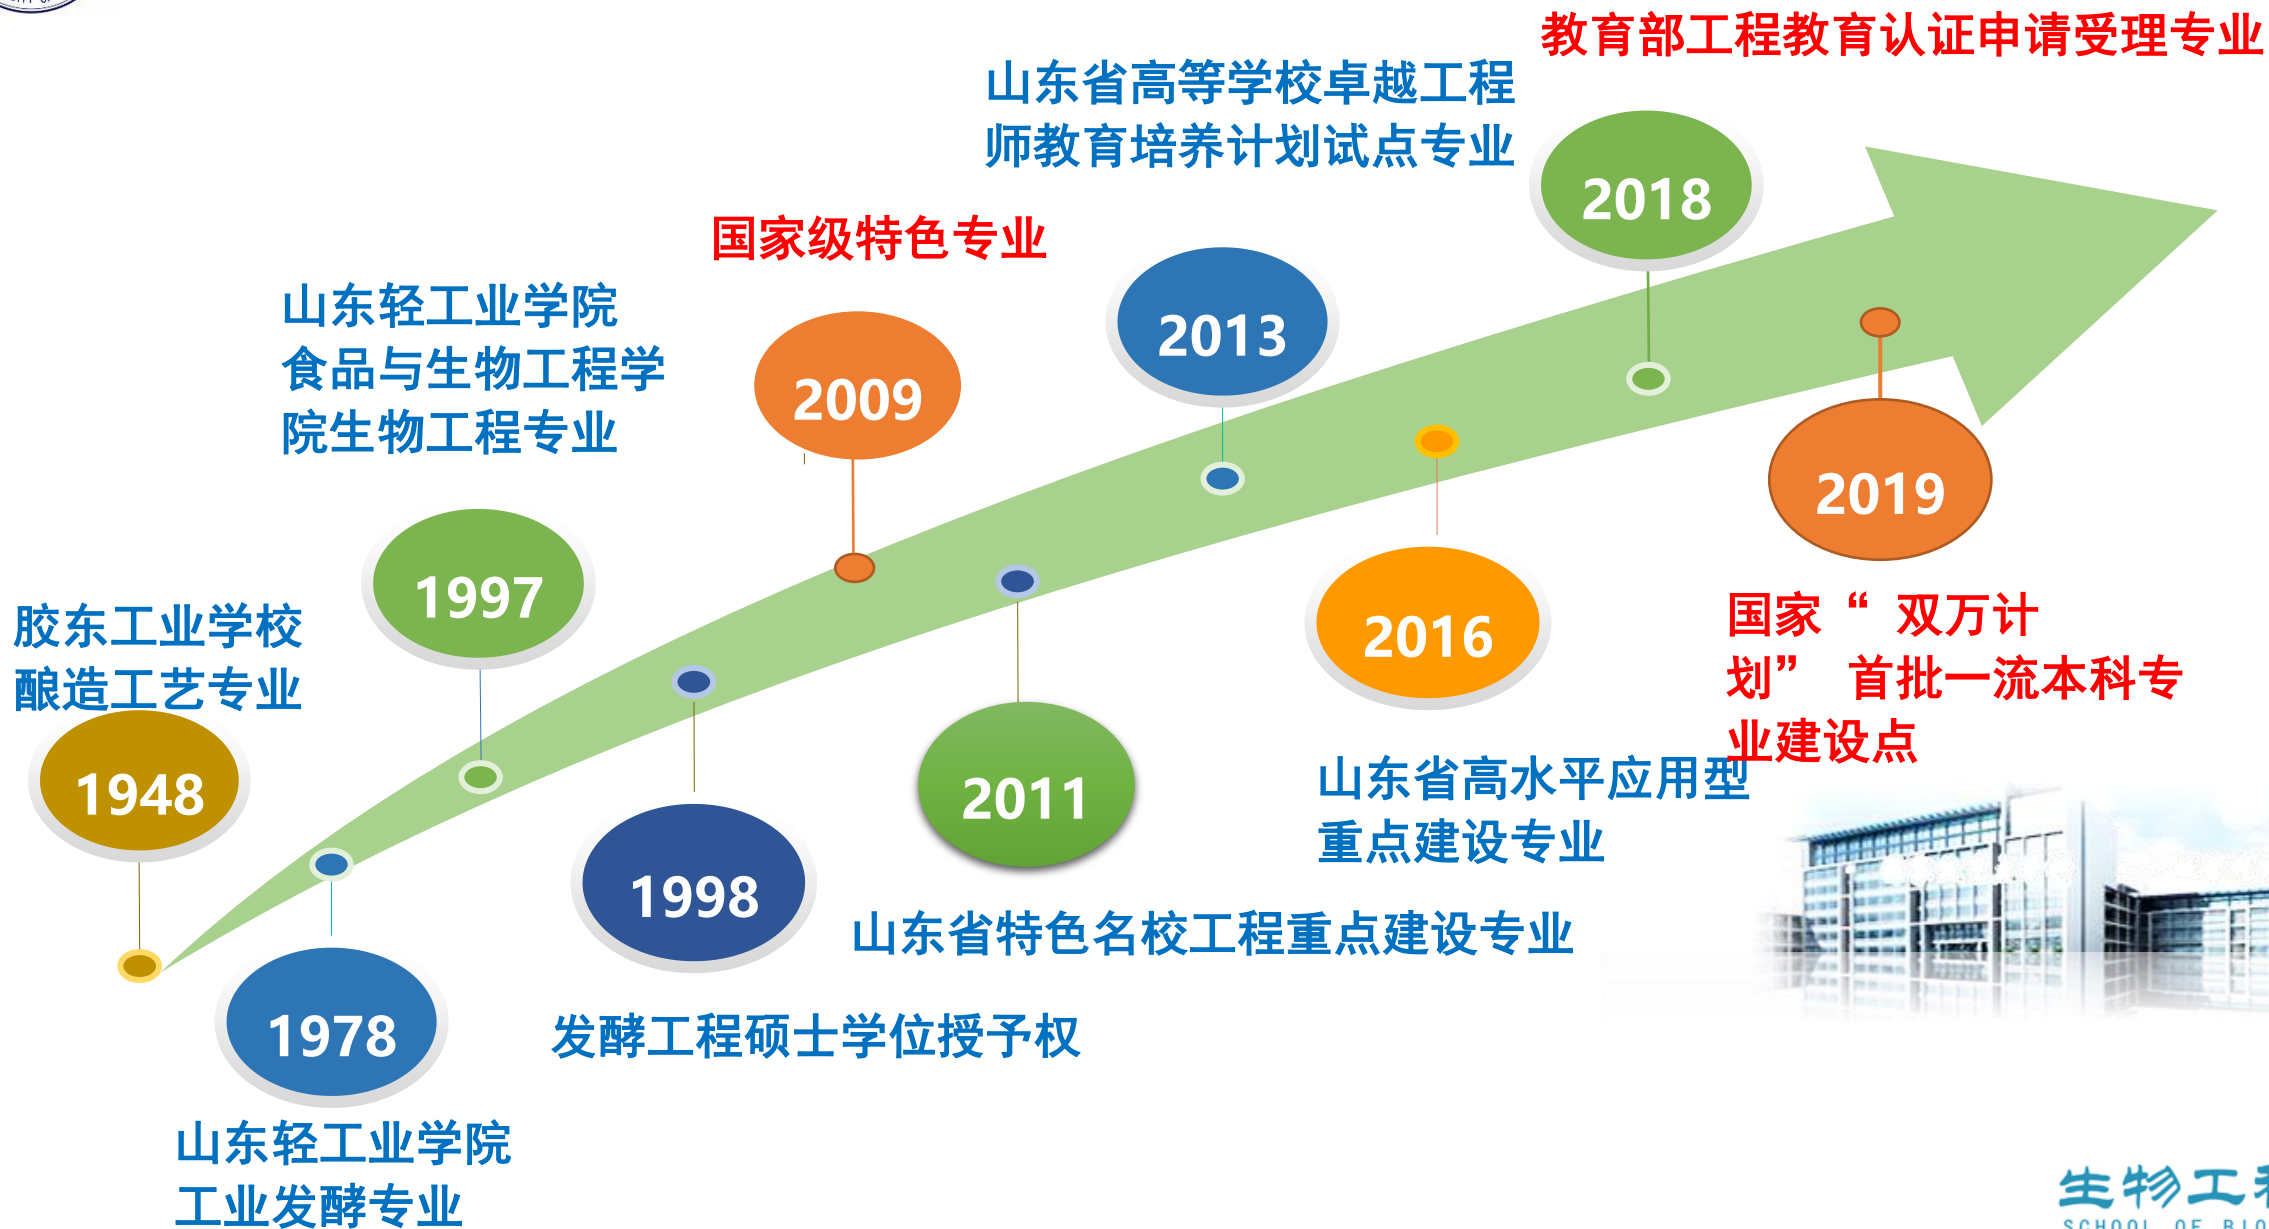 教育部工程教育认证申请受理专业
山东省高等学校卓越工程
师教育培养计划试点专业
2018
国家级特色专业
2013
山东轻工业学院
食品与生物工程学
院生物工程专业
2009
2019
1997
2016
胶东工业学校
酿造工艺专业
国家“ 双万计
划” 首批一流本科专
业建设点
1948
2011
山东省高水平应用型
重点建设专业
1998
山东省特色名校工程重点建设专业
1978
发酵工程硕士学位授予权
山东轻工业学院
工业发酵专业
生物工
SCHOOL OF BIO